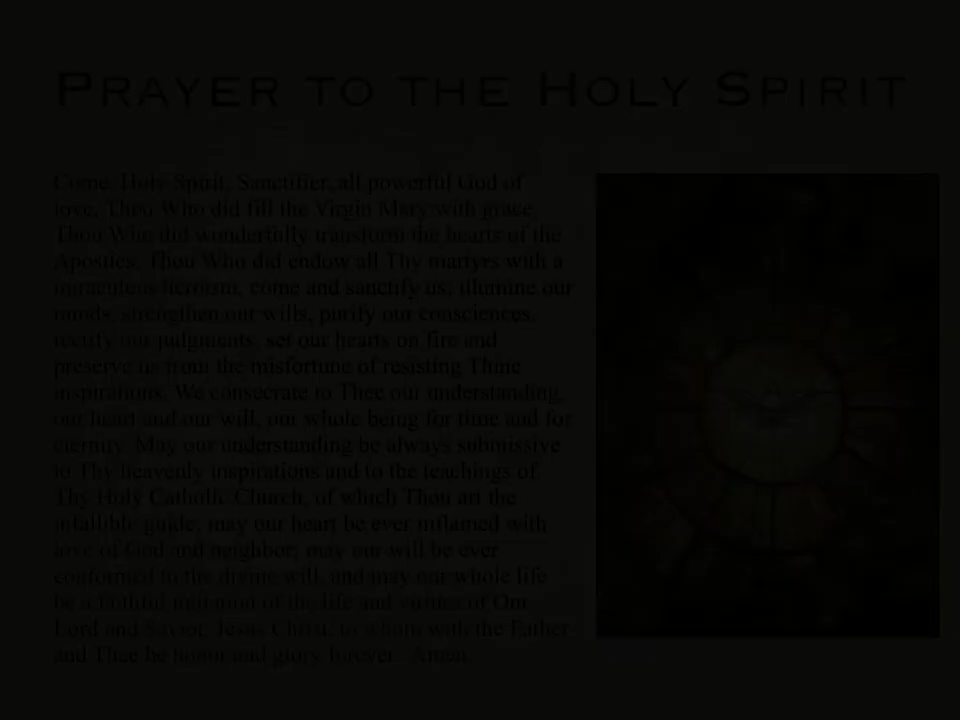 PRAYER TO THE HOLY SPIRIT
Come, Holy Spirit, Sanctifier, all powerful God of
love, Thou Who did fill the Virgin Mary with grace,
Thou Who did wonderfully transform the hearts of the
Apostles, Thou Who did endow all Thy martyrs with a
miraculous heroism, come and sanctify us, illumine our
minds, strengthen our wills, purify our consciences,
rectify our judgments, set our hearts on fire and
preserve us from the misfortune of resisting Thine
inspirations. We consecrate to Thee our understanding,
our heart and our will, our whole being for time and for
eternity. May our understanding be always submissive
to Thy heavenly inspirations and to the teachings of
Thy Holy Catholic Church, of which Thou art the
infallible guide; may our heart be ever inflamed with
love of God and neighbor; may our will be ever
conformed to the divine will, and may our whole life
be a faithful imitation of the life and virtues of Our
Lord and Savior, Jesus Christ, to whom with the Father
and Thee be honor and glory forever. Amen.